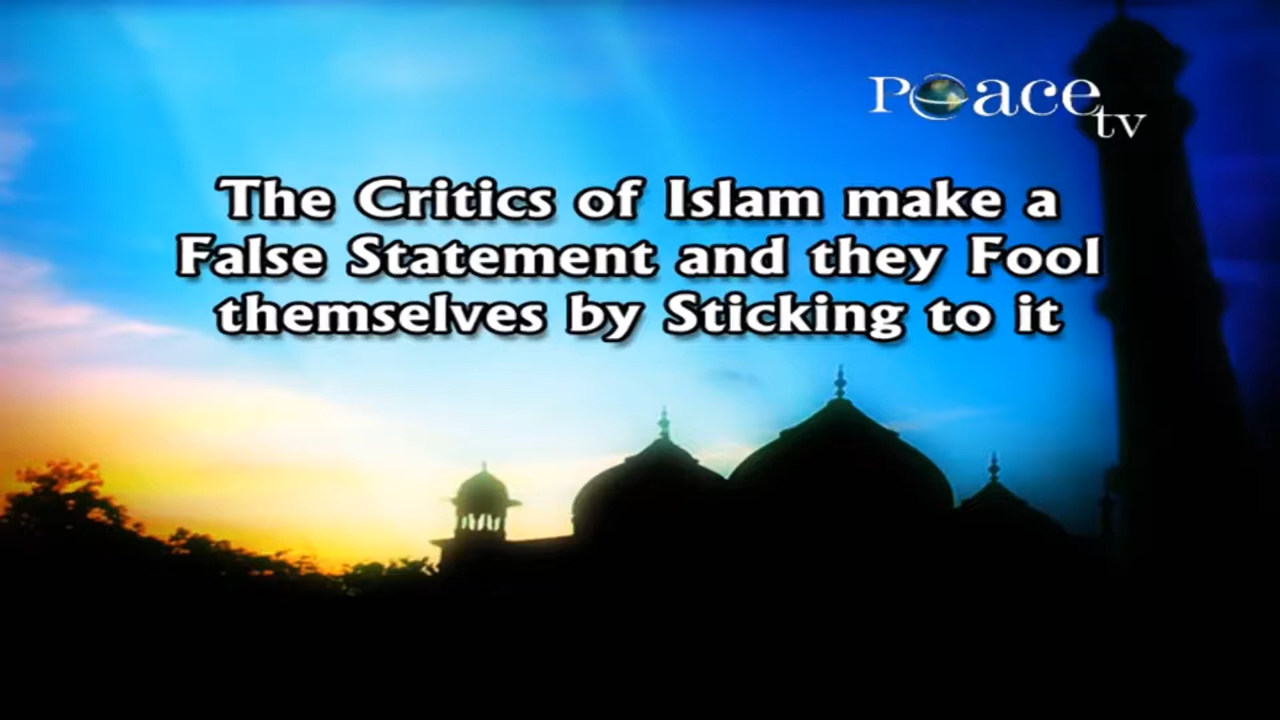 Peace tv
The Critics of Islam make a
False Statement and they Fool
themselves by Sticking to it